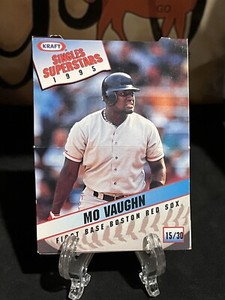 KRAFT
SINGLES
SUPERSTARS
1995
MO VAUGHN
FIRST BASE-BOSTON RED SOX
15/30